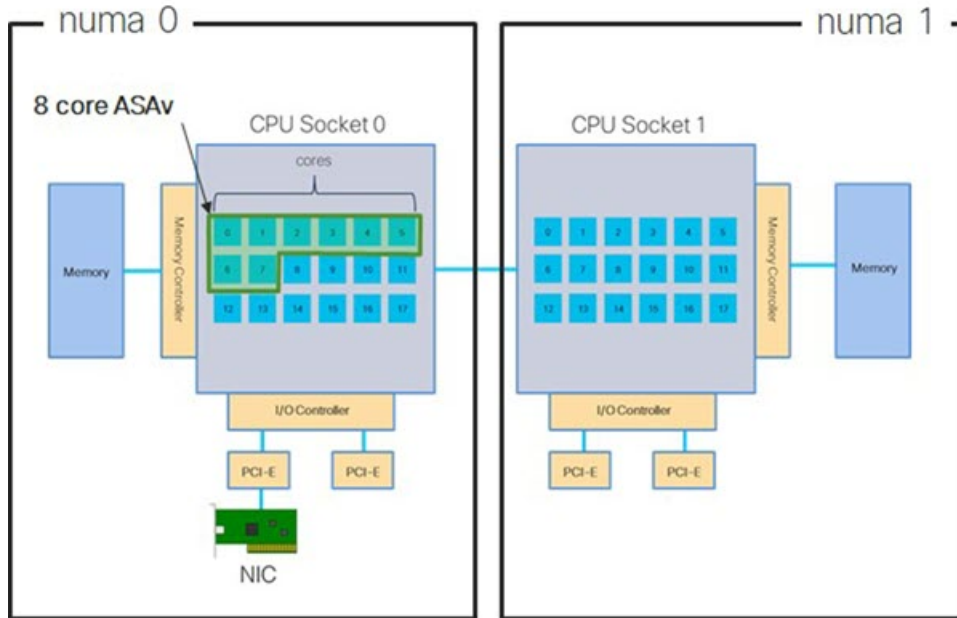 numa 0
numa 1
8 core ASAv
CPU Socket 0
CPU Socket 1
cores
0 1 2 3 4 5
6 7 8 9 10 11
12 13 14 15 16 17
0 1 2 3 4 5
6 7 8 9 10 11
12 13 14 15 16 17
Memory
Memory Controller
Memory Controller
Memory
I/O Controller
I/O Controller
PCI-E
PCI-E
PCI-E
PCI-E
NIC